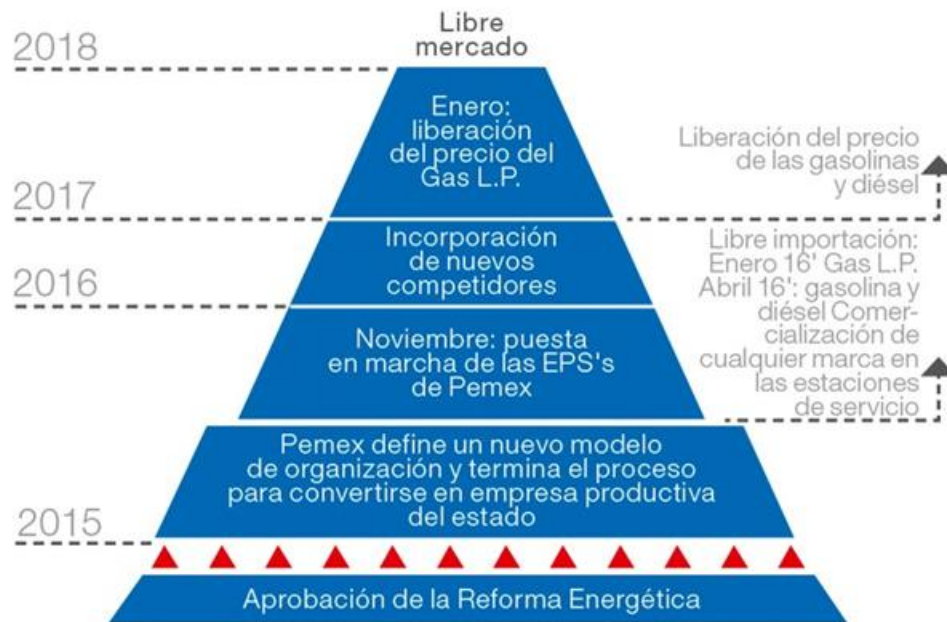 Libre
mercado
2018
Enero:
liberación
del precio del
Gas L.P.
Liberación del precio
de las gasolinas
y diésel
2017
Incorporación
de nuevos
competidores
Libre importación:
Enero 16' Gas L.P.
Abril 16': gasolina y
diésel Comer-
cialización de
cualquier marca en
las estaciones
de servicio
2016
Noviembre: puesta
en marcha de las EPS's
de Pemex
Pemex define un nuevo modelo
de organización y termina el proceso
para convertirse en empresa productiva
del estado
2015
Aprobación de la Reforma Energética